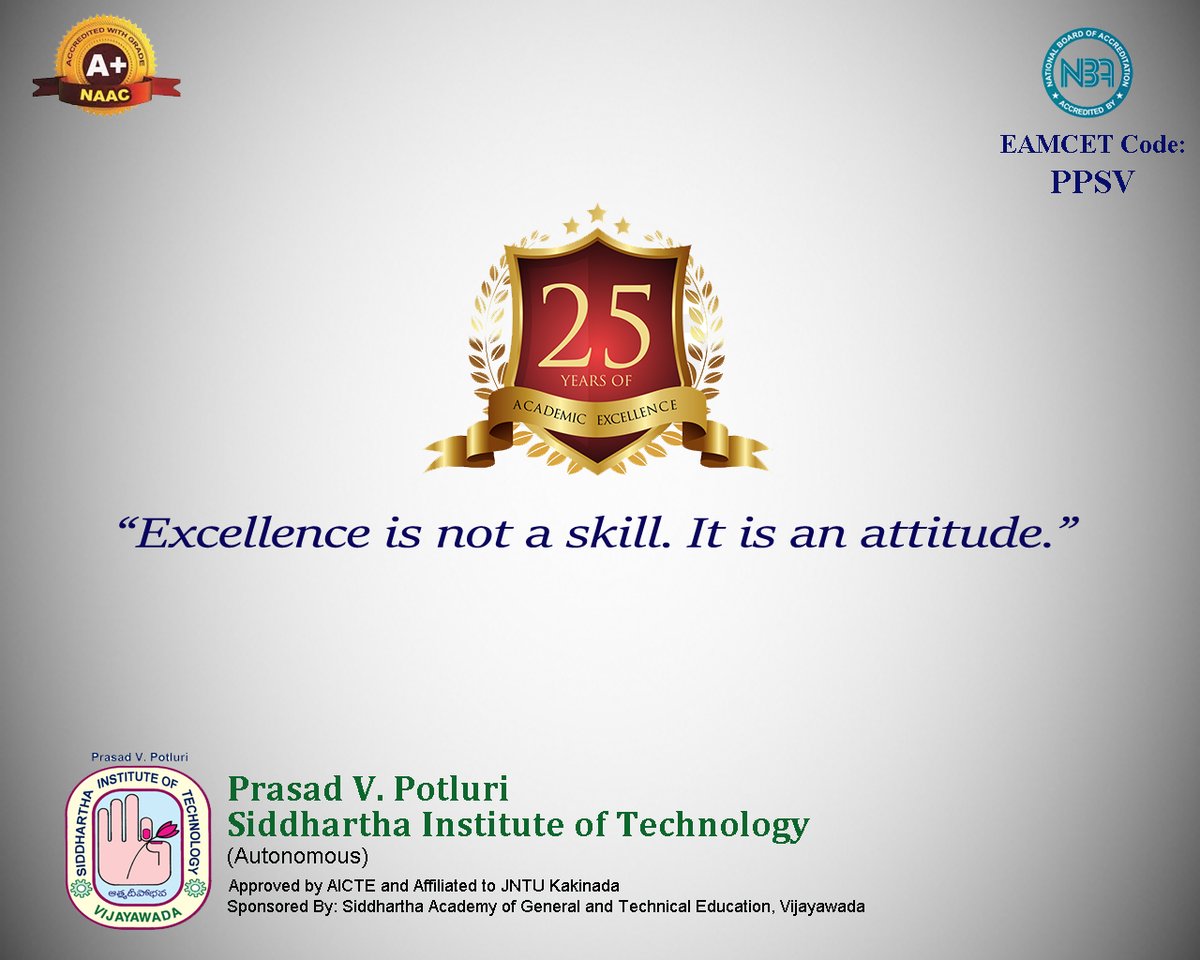 ACCREDITED WITH GRADE
A+
NAAC
NATIONAL BOARD OF ACCREDITATION
NBA
★ ACCREDITED BY ★
EAMCET Code:
PPSV
25
YEARS OF
ACADEMIC EXCELLENCE
“Excellence is not a skill. It is an attitude.”
Prasad V. Potluri
SIDDHARTHA INSTITUTE OF TECHNOLOGY
ఆత్మదీపోభవ
VIJAYAWADA
Prasad V. Potluri
Siddhartha Institute of Technology
(Autonomous)
Approved by AICTE and Affiliated to JNTU Kakinada
Sponsored By: Siddhartha Academy of General and Technical Education, Vijayawada